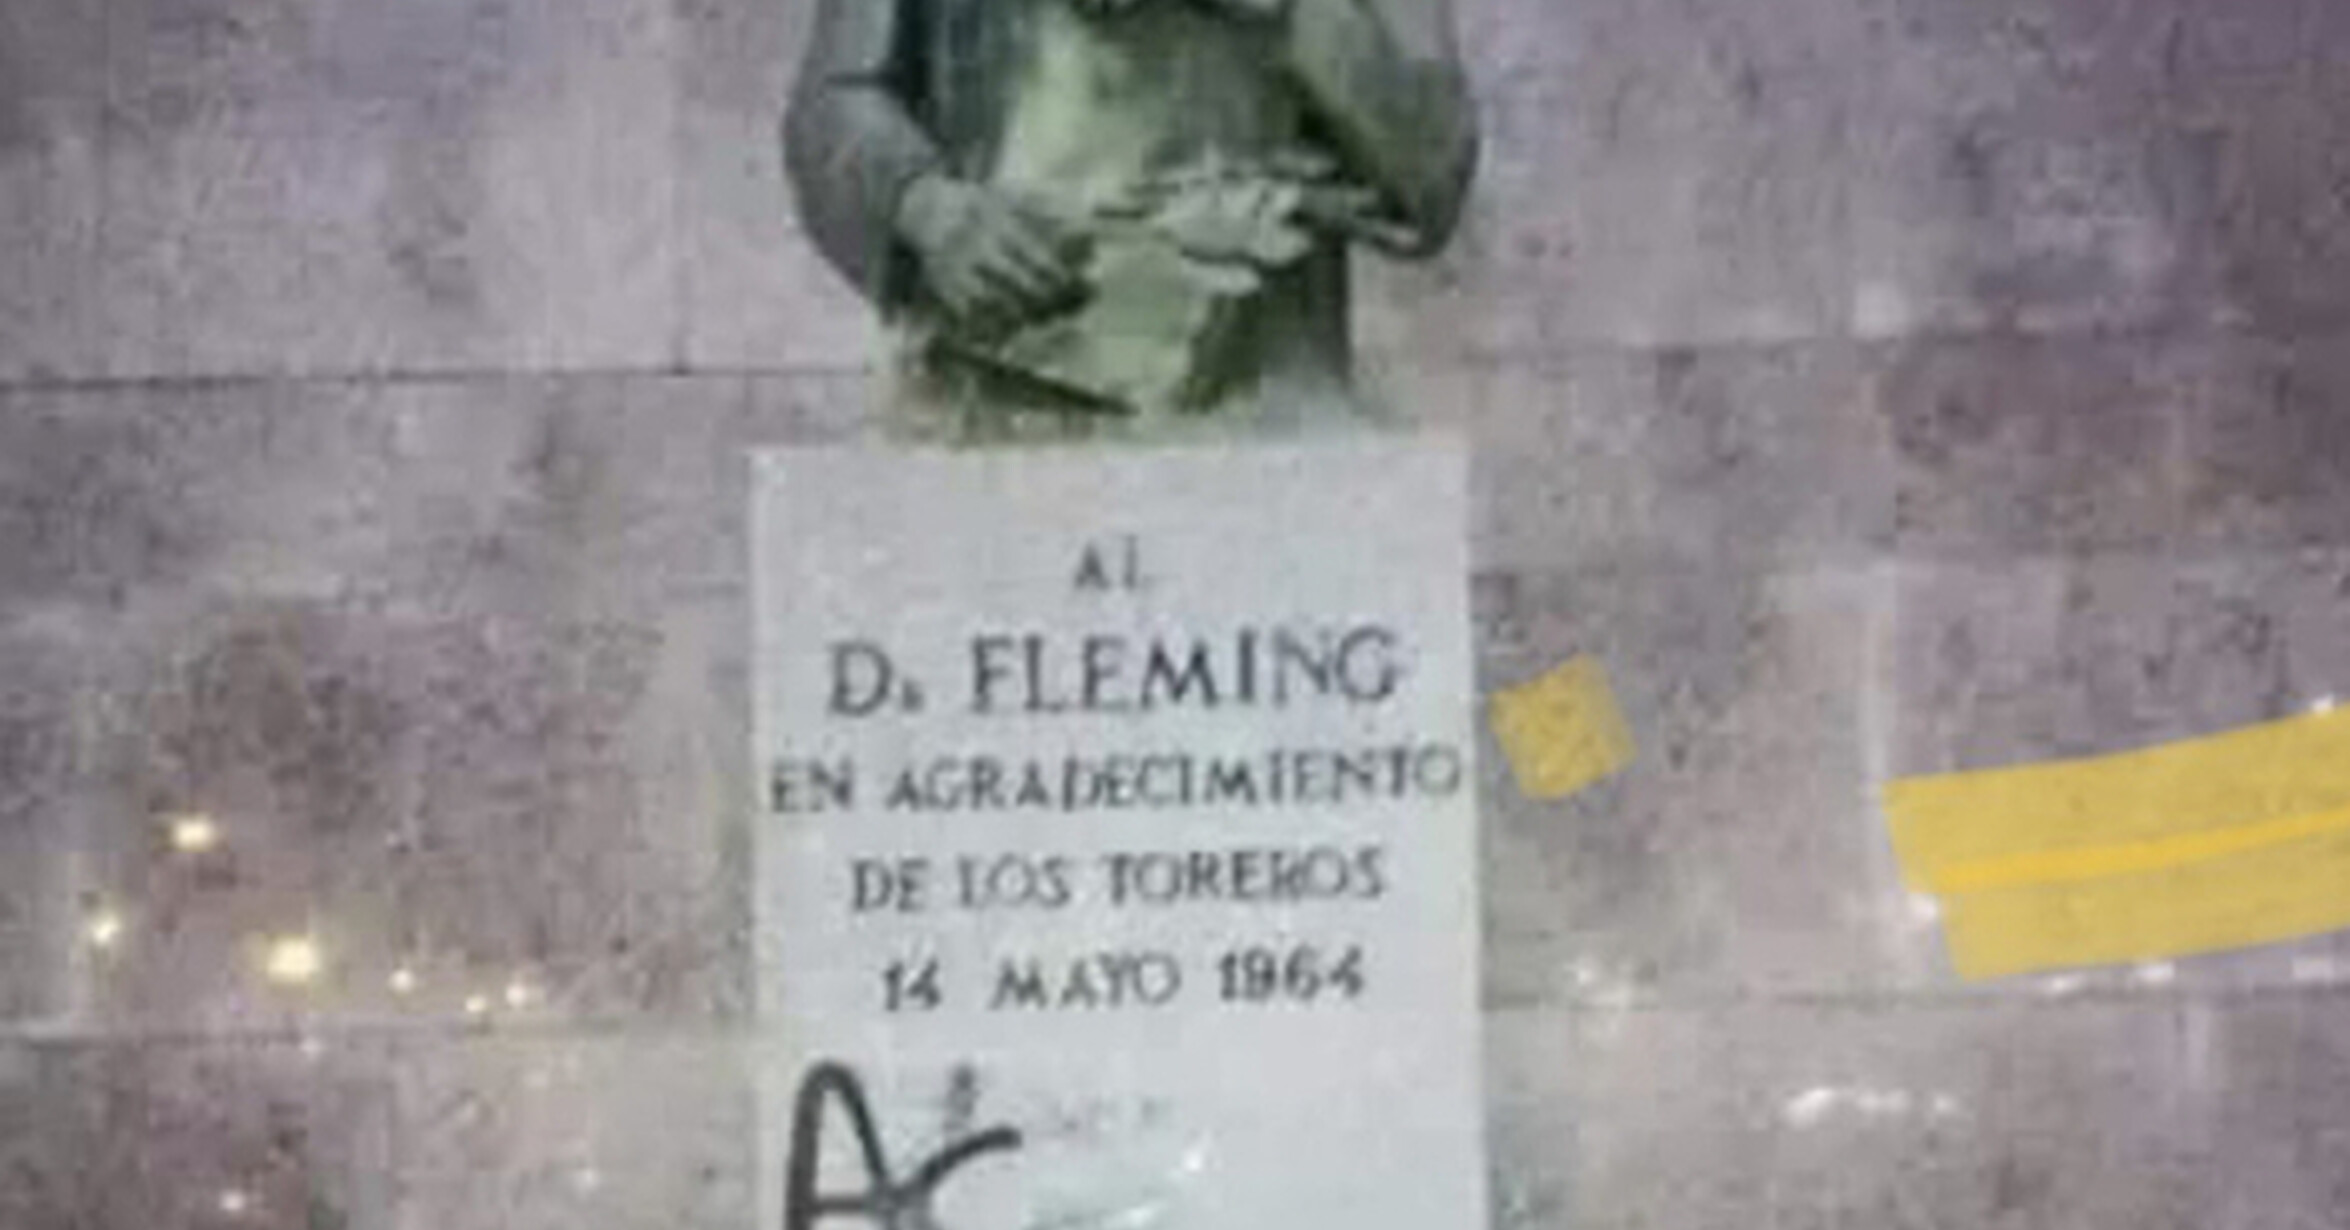 AL
Dr FLEMING
EN AGRADECIMIENTO
DE LOS TOREROS
14 MAYO 1964